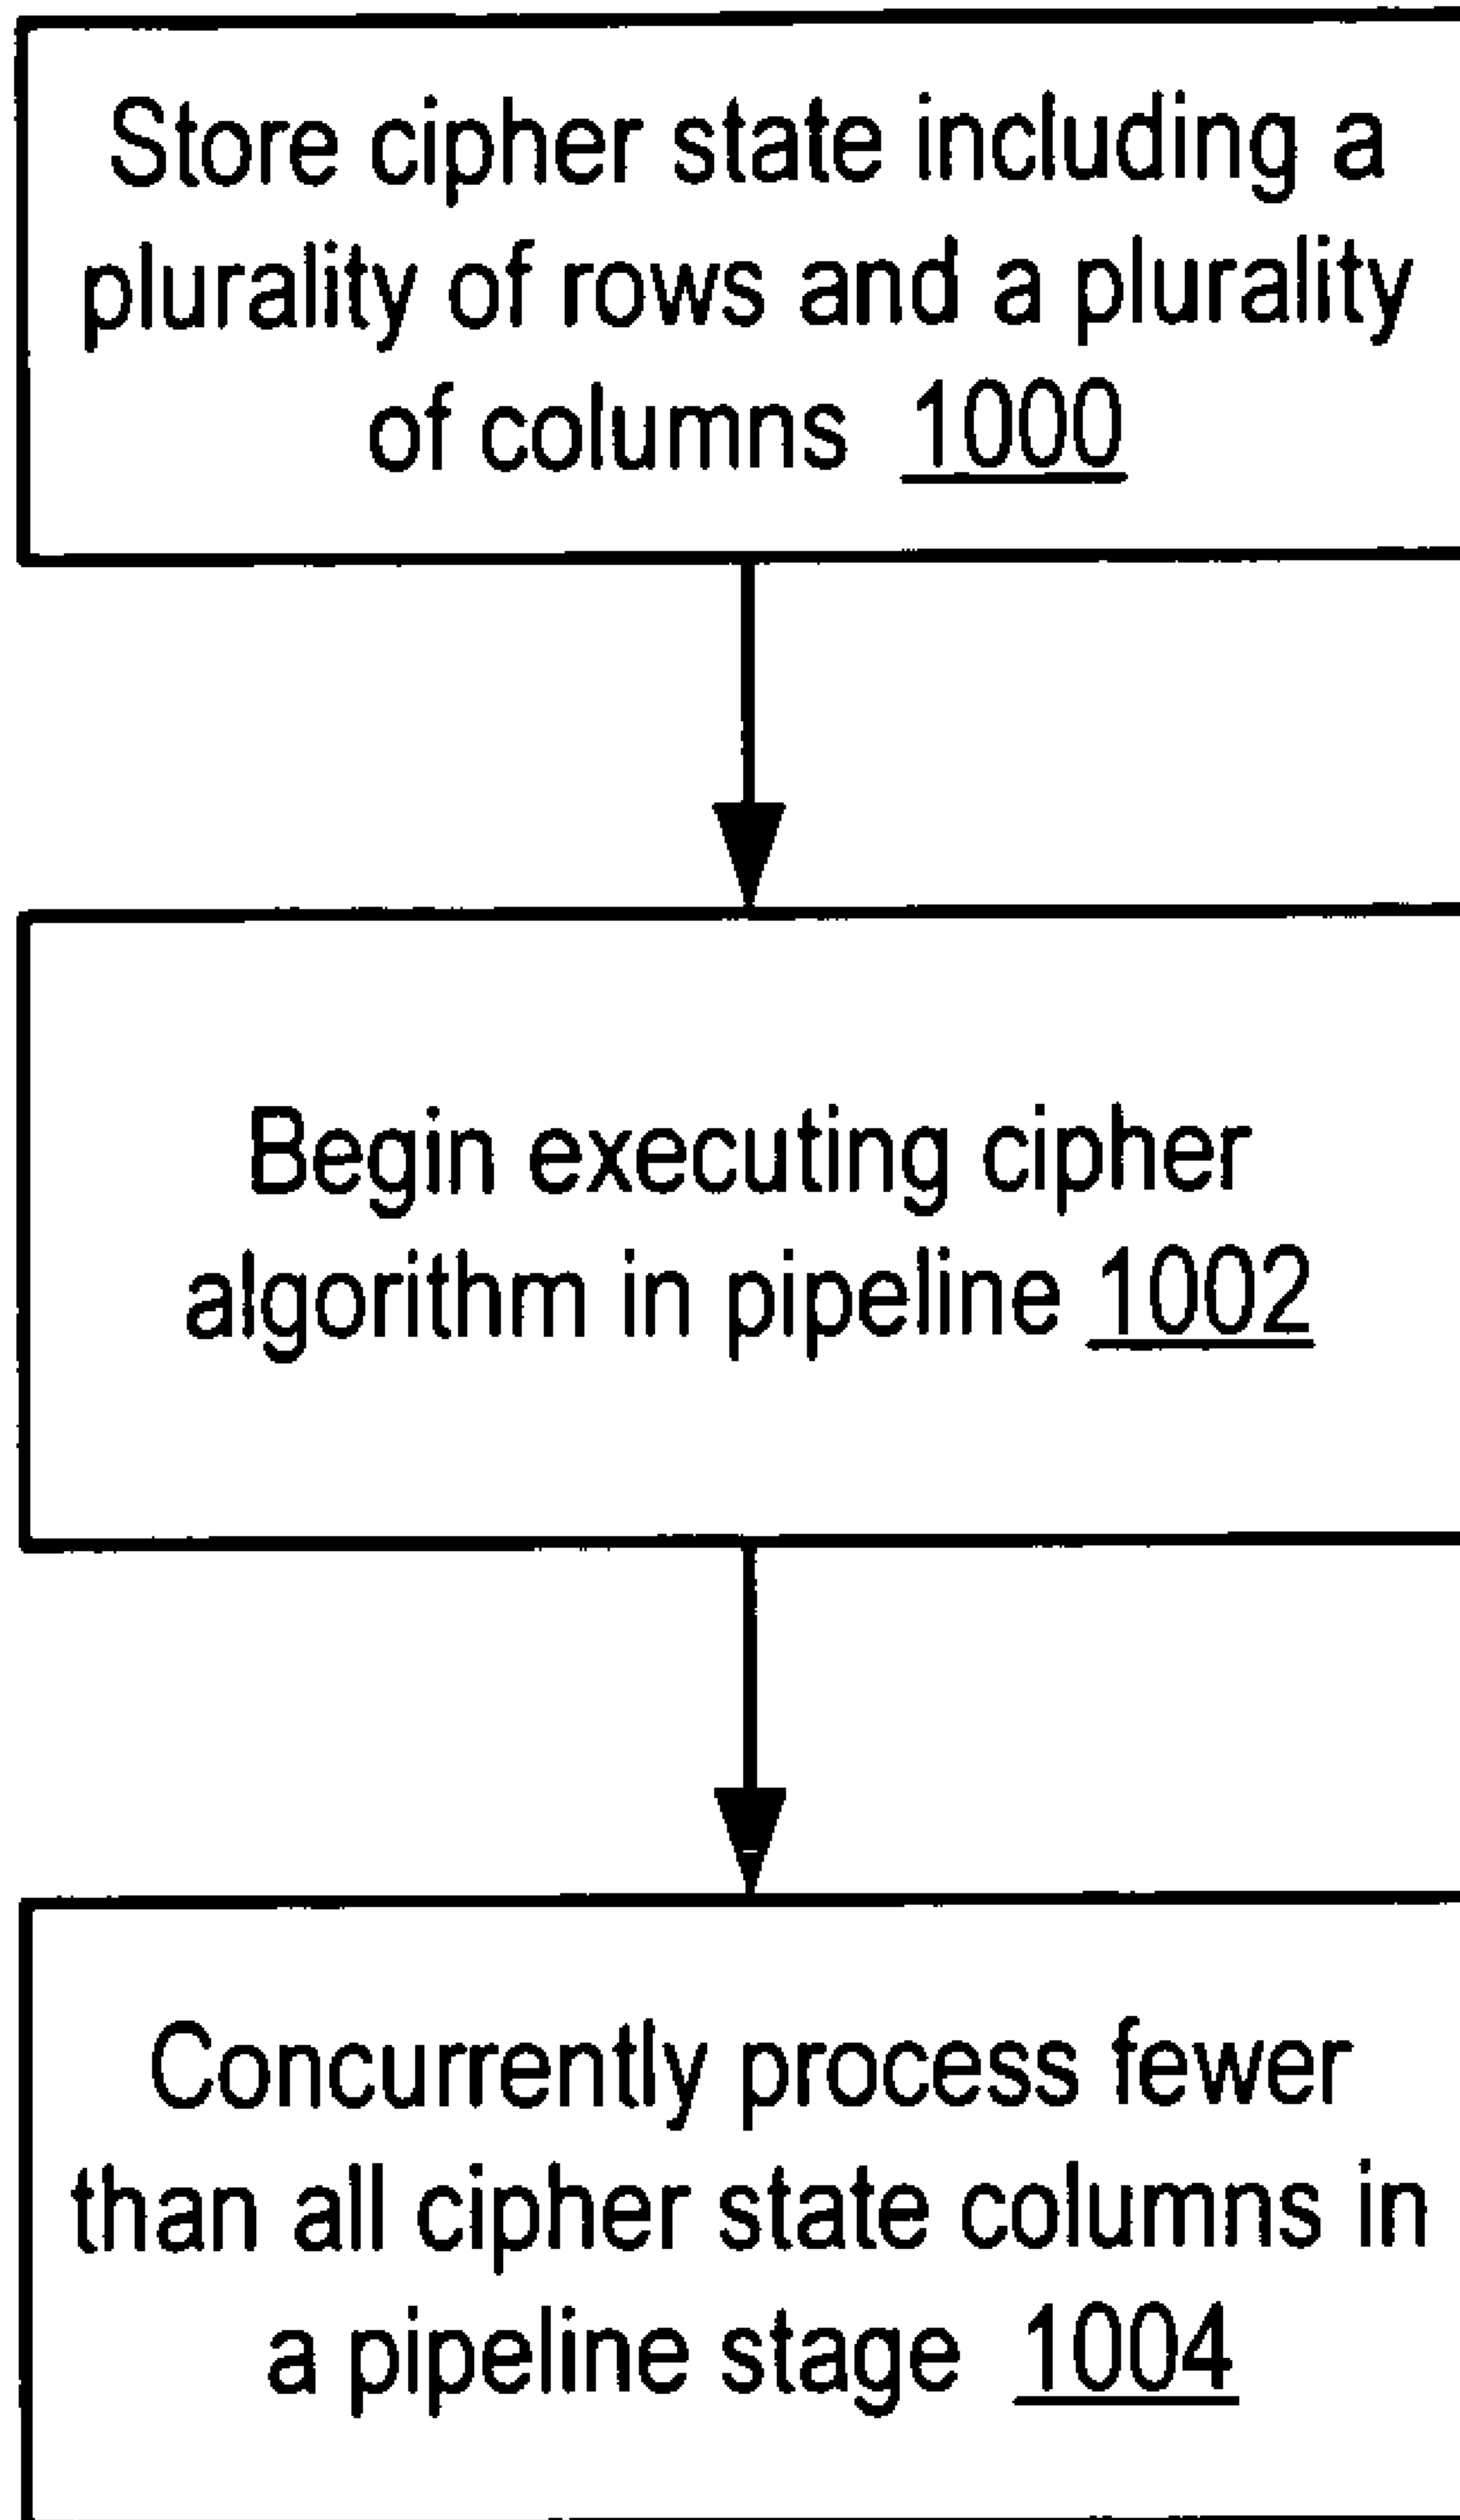 Store cipher state including a
plurality of rows and a plurality
of columns 1000
Begin executing cipher
algorithm in pipeline 1002
Concurrently process fewer
than all cipher state columns in
a pipeline stage 1004